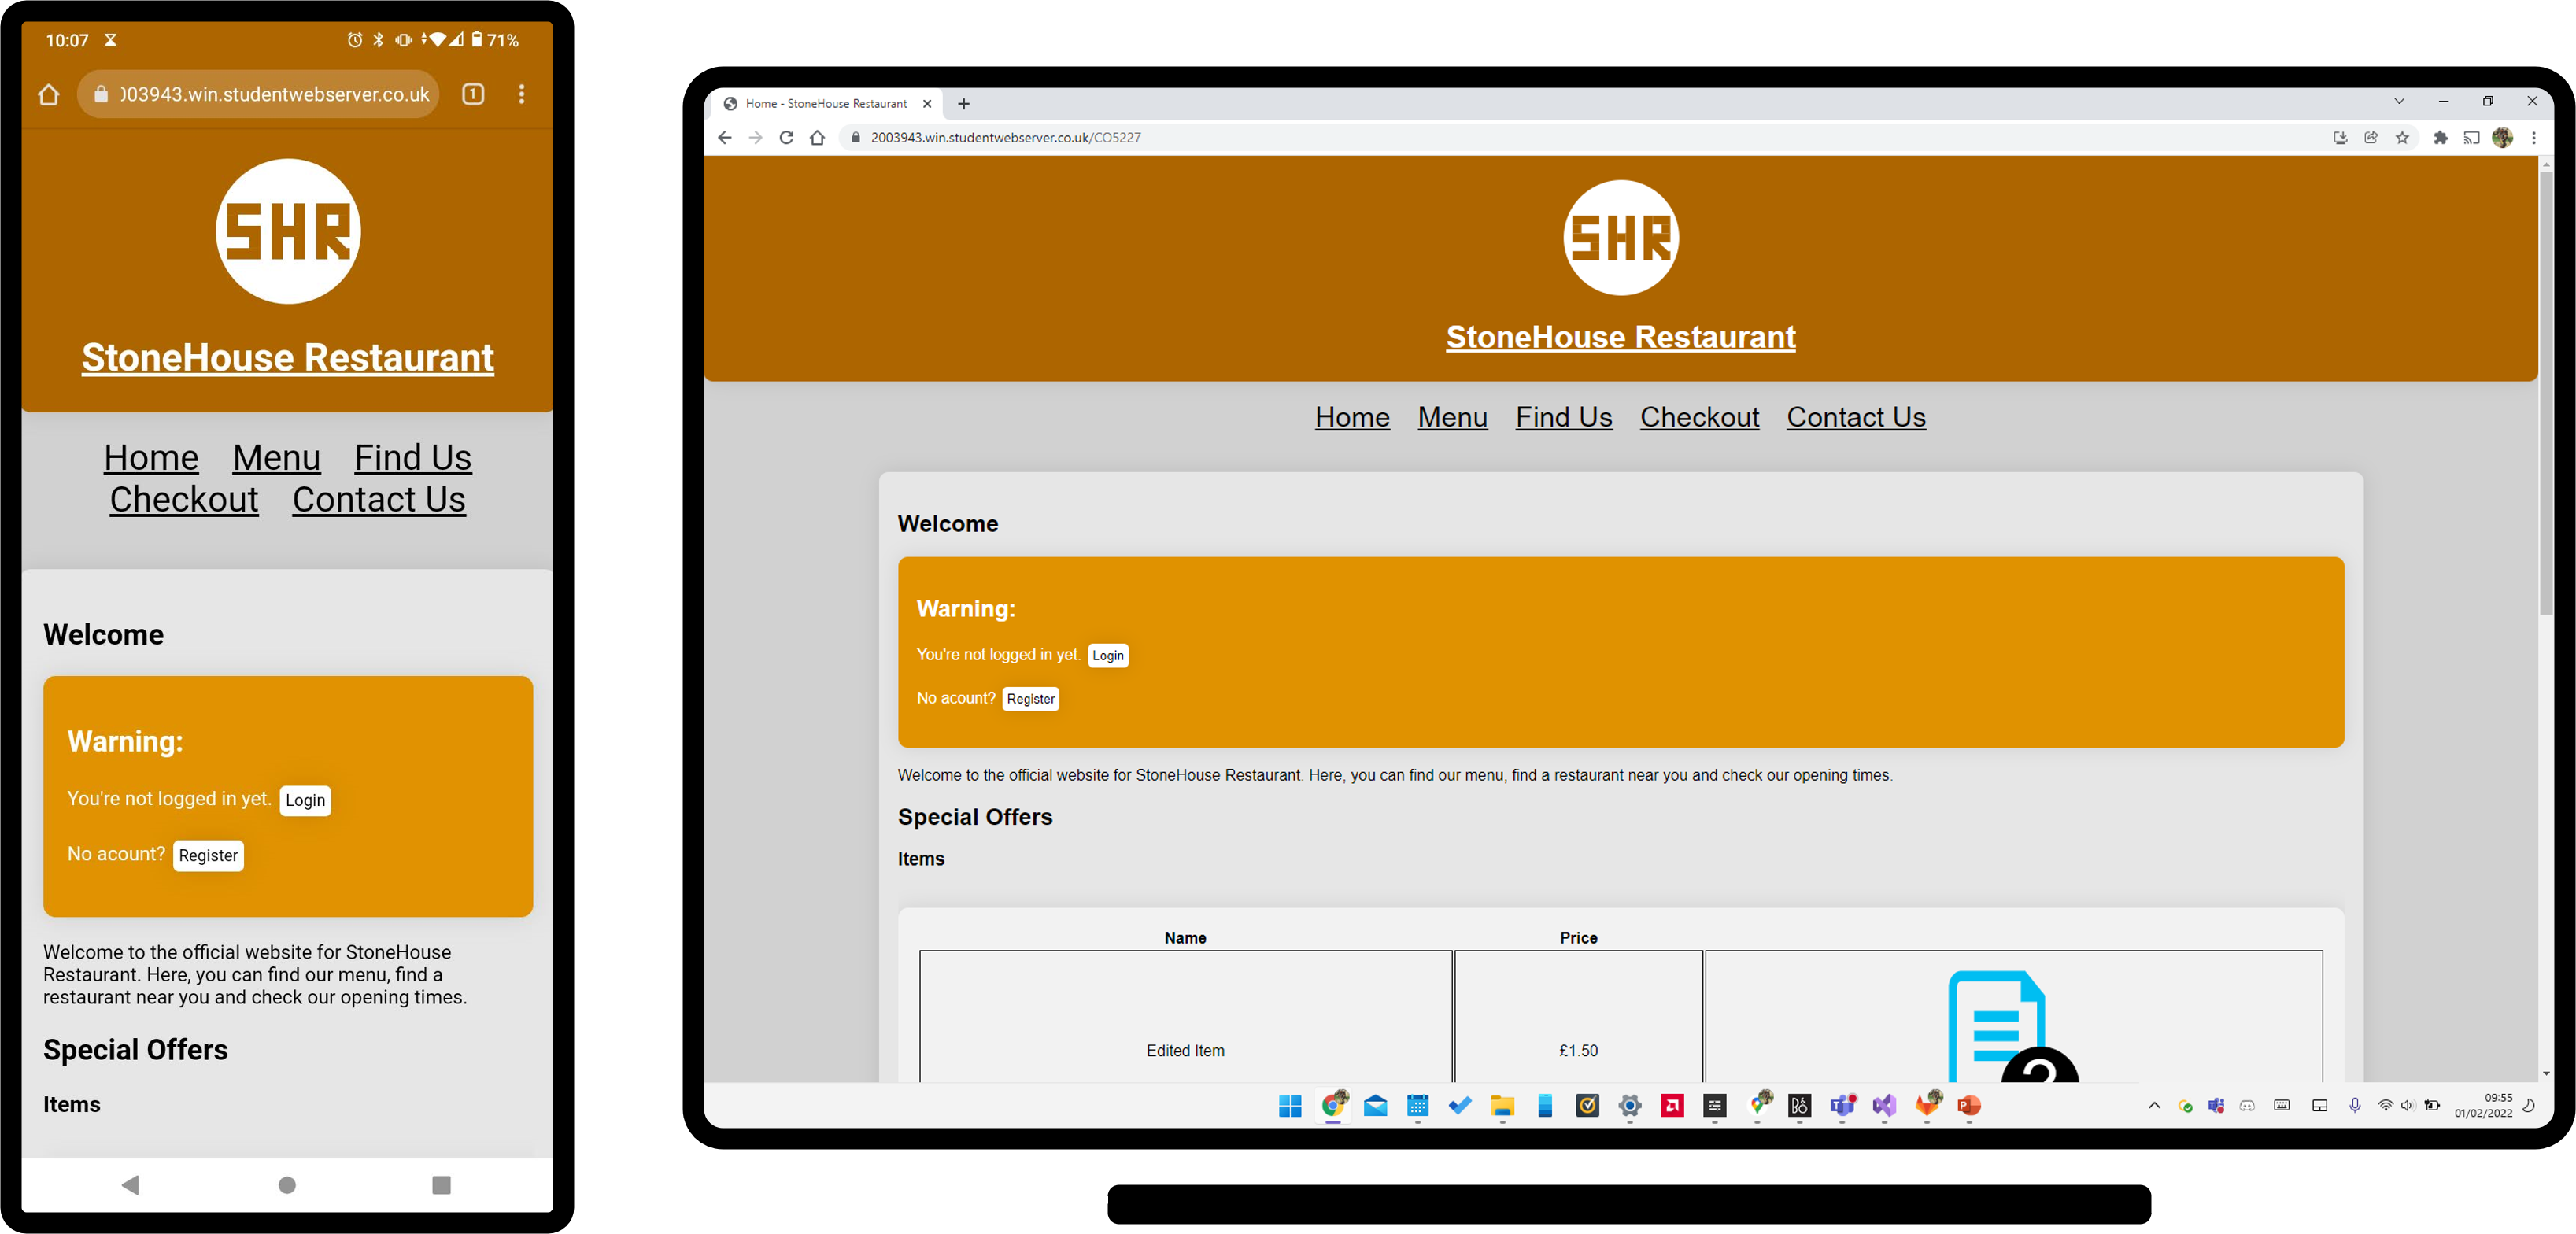 10:07
71%
003943.win.studentwebserver.co.uk
1
SHR
StoneHouse Restaurant
Home Menu Find Us
Checkout Contact Us
Welcome
Warning:
You're not logged in yet. Login
No acount? Register
Welcome to the official website for StoneHouse
Restaurant. Here, you can find our menu, find a
restaurant near you and check our opening times.
Special Offers
Items
Home - StoneHouse Restaurant
2003943.win.studentwebserver.co.uk/CO5227
SHR
StoneHouse Restaurant
Home Menu Find Us Checkout Contact Us
Welcome
Warning:
You're not logged in yet. Login
No acount? Register
Welcome to the official website for StoneHouse Restaurant. Here, you can find our menu, find a restaurant near you and check our opening times.
Special Offers
Items
Name Price
Edited Item £1.50
?
09:55
01/02/2022